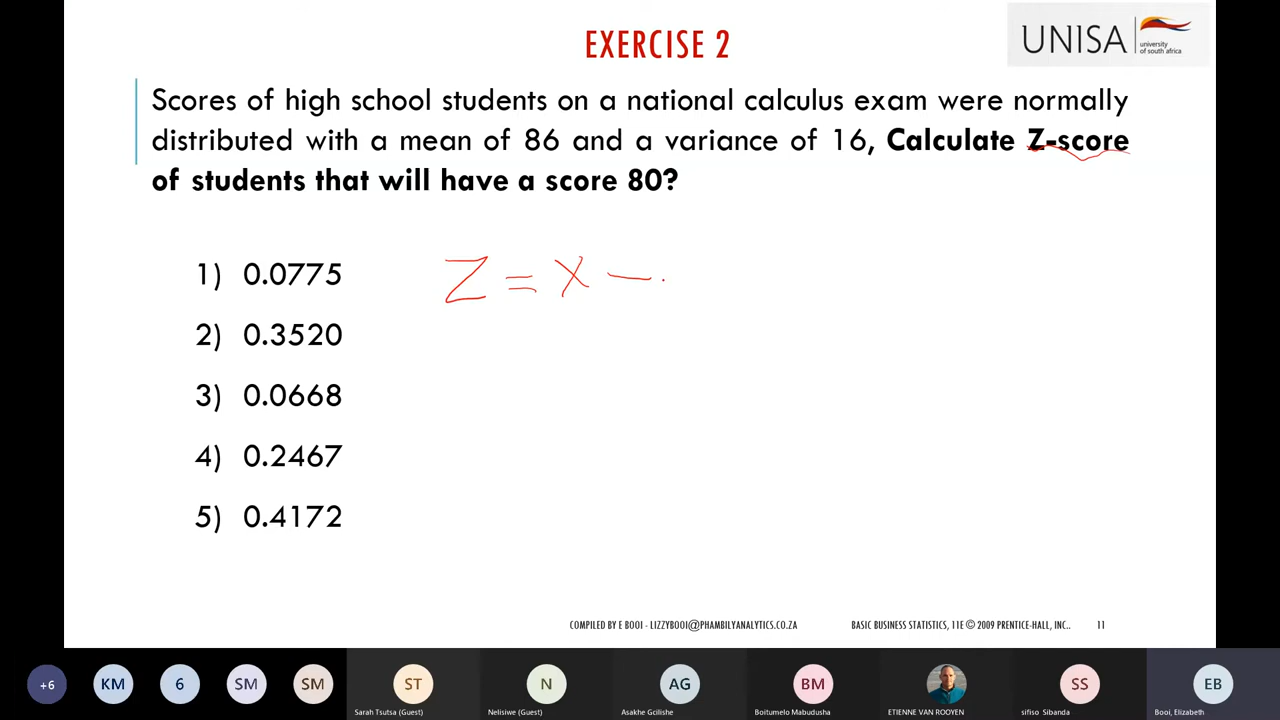 EXERCISE 2
UNISA university
of south africa
Scores of high school students on a national calculus exam were normally
distributed with a mean of 86 and a variance of 16, Calculate Z-score
of students that will have a score 80?
1) 0.0775
Z = X -
2) 0.3520
3) 0.0668
4) 0.2467
5) 0.4172
COMPILED BY E BOOI - LIZZYBOOI@PHAMBILYANALYTICS.CO.ZA
BASIC BUSINESS STATISTICS, 11E © 2009 PRENTICE-HALL, INC..
11
+6 KM 6 SM SM ST N AG BM SS EB
Sarah Tsutsa (Guest) Nelisiwe (Guest) Asakhe Gcilishe Boitumelo Mabudusha ETIENNE VAN ROOYEN sifiso Sibanda Booi, Elizabeth